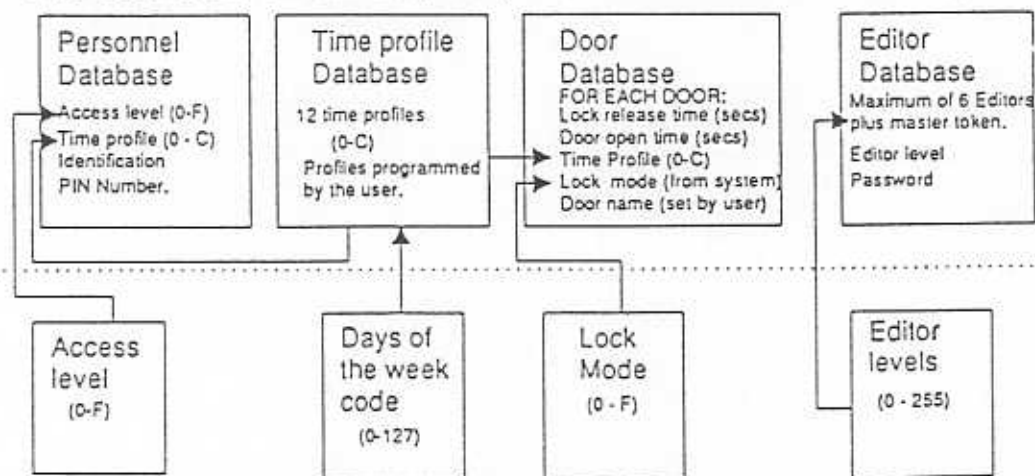 Personnel
Database
Access level (0-F)
Time profile (0 - C)
Identification
PIN Number.
Time profile
Database
12 time profiles
(0-C)
Profiles programmed
by the user.
Door
Database
FOR EACH DOOR:
Lock release time (secs)
Door open time (secs)
Time Profile (0-C)
Lock mode (from system)
Door name (set by user)
Editor
Database
Maximum of 6 Editors
plus master token.
Editor level
Password
Access
level
(0-F)
Days of
the week
code
(0-127)
Lock
Mode
(0 - F)
Editor
levels
(0 - 255)